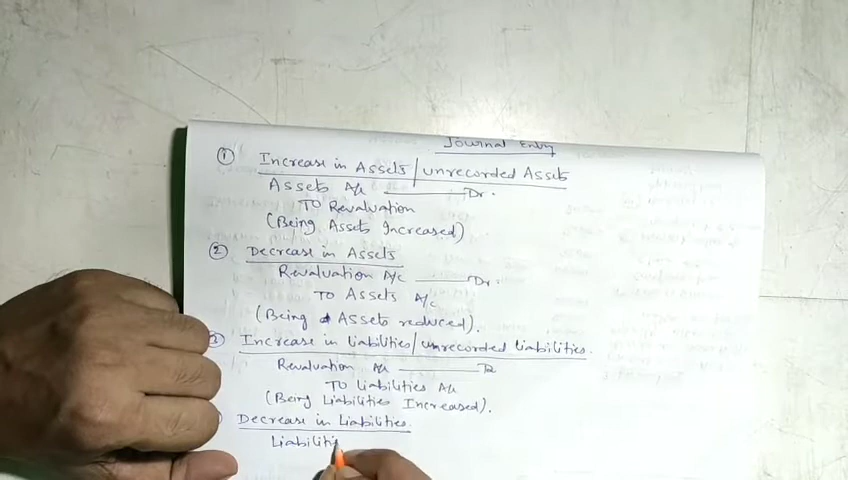 Journal Entry
① Increase in Assets/unrecorded Assets
Assets A/c ——— Dr.
To Revaluation
(Being Assets Increased)
② Decrease in Assets
Revaluation A/c ——— Dr.
To Assets A/c
(Being Assets reduced).
③ Increase in Liabilities/unrecorded liabilities.
Revaluation A/c ———
To Liabilities A/c
(Being Liabilities Increased).
Decrease in Liabilities.
Liabiliti